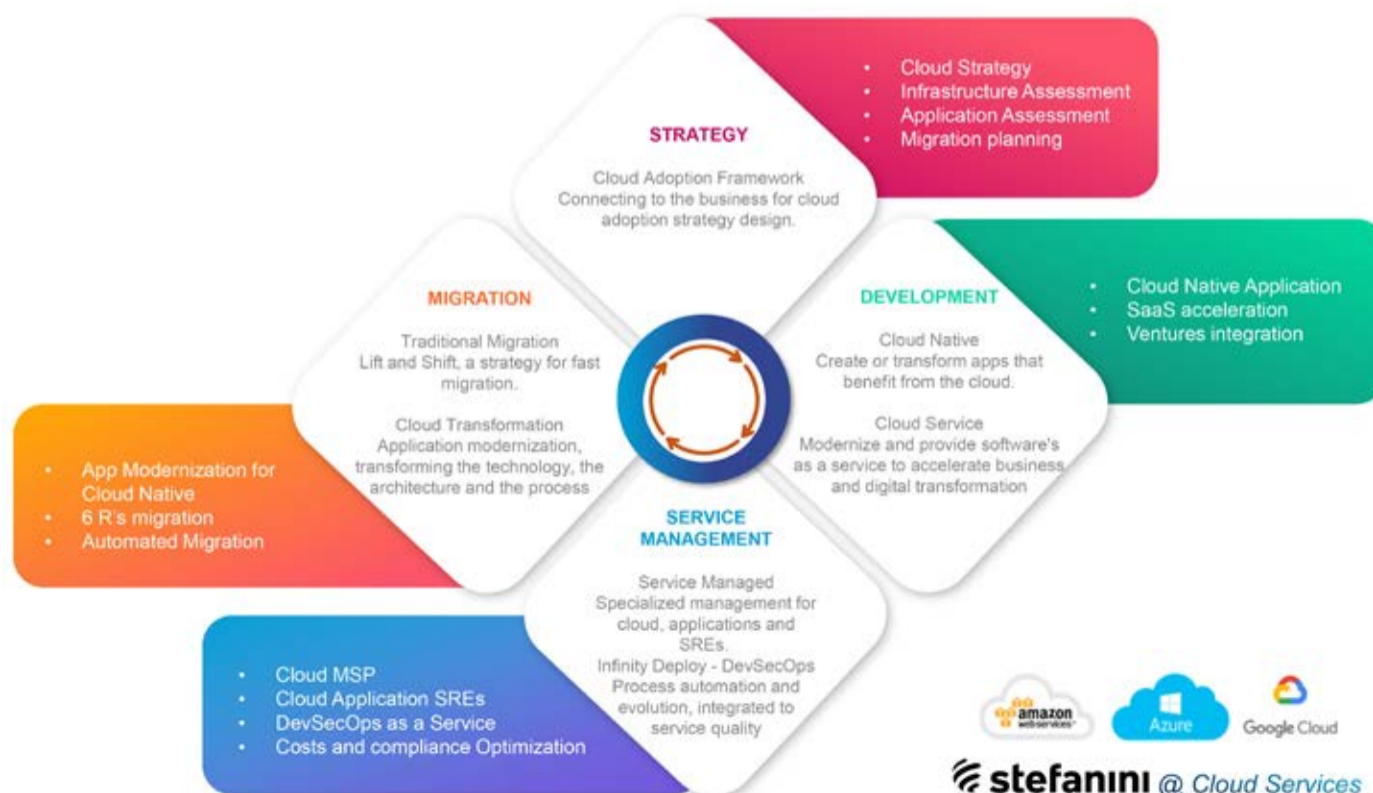 • Cloud Strategy
• Infrastructure Assessment
• Application Assessment
• Migration planning
STRATEGY
Cloud Adoption Framework
Connecting to the business for cloud
adoption strategy design.
MIGRATION
Traditional Migration
Lift and Shift, a strategy for fast
migration.
Cloud Transformation
Application modernization,
transforming the technology, the
architecture and the process
• App Modernization for
Cloud Native
• 6 R's migration
• Automated Migration
DEVELOPMENT
Cloud Native
Create or transform apps that
benefit from the cloud.
Cloud Service
Modernize and provide software's
as a service to accelerate business
and digital transformation
• Cloud Native Application
• SaaS acceleration
• Ventures integration
SERVICE
MANAGEMENT
Service Managed
Specialized management for
cloud, applications and
SREs.
Infinity Deploy - DevSecOps
Process automation and
evolution, integrated to
service quality
• Cloud MSP
• Cloud Application SREs
• DevSecOps as a Service
• Costs and compliance Optimization
amazon
webservices™
Azure
Google Cloud
stefanini @ Cloud Services